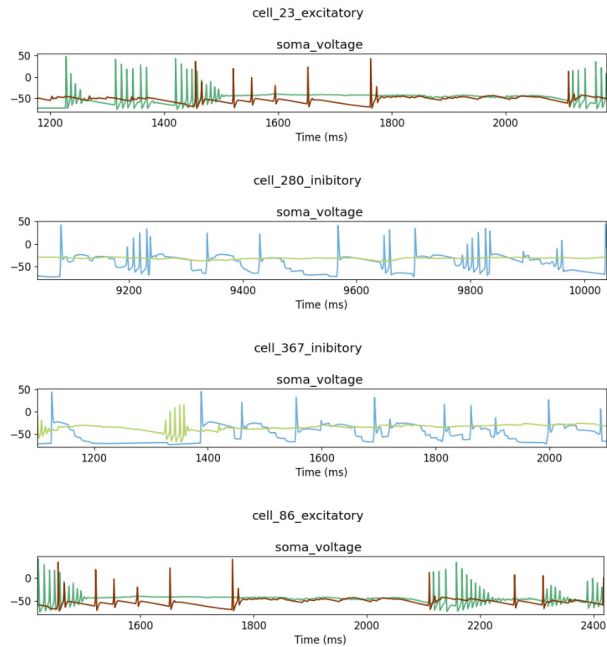 cell_23_excitatory
soma_voltage
50
0
−50
1200 1400 1600 1800 2000
Time (ms)
cell_280_inibitory
soma_voltage
50
0
−50
9200 9400 9600 9800 10000
Time (ms)
cell_367_inibitory
soma_voltage
50
0
−50
1200 1400 1600 1800 2000
Time (ms)
cell_86_excitatory
soma_voltage
0
−50
1600 1800 2000 2200 2400
Time (ms)